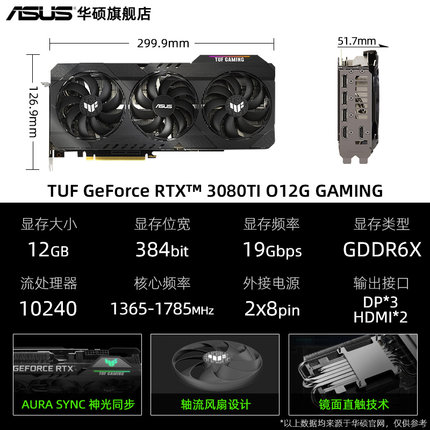 ASUS 华硕旗舰店
299.9mm
51.7mm
126.9mm
TUF GAMING
ASUS
TUF GeForce RTX™ 3080TI O12G GAMING
显存大小 显存位宽 显存频率 显存类型
12GB 384bit 19Gbps GDDR6X
流处理器 核心频率 外接电源 输出接口
10240 1365-1785MHz 2x8pin DP*3
HDMI*2
GEFORCE RTX
TUF GAMING
AURA SYNC 神光同步 轴流风扇设计 镜面直触技术
*以上数据均来源于华硕官网，仅供参考